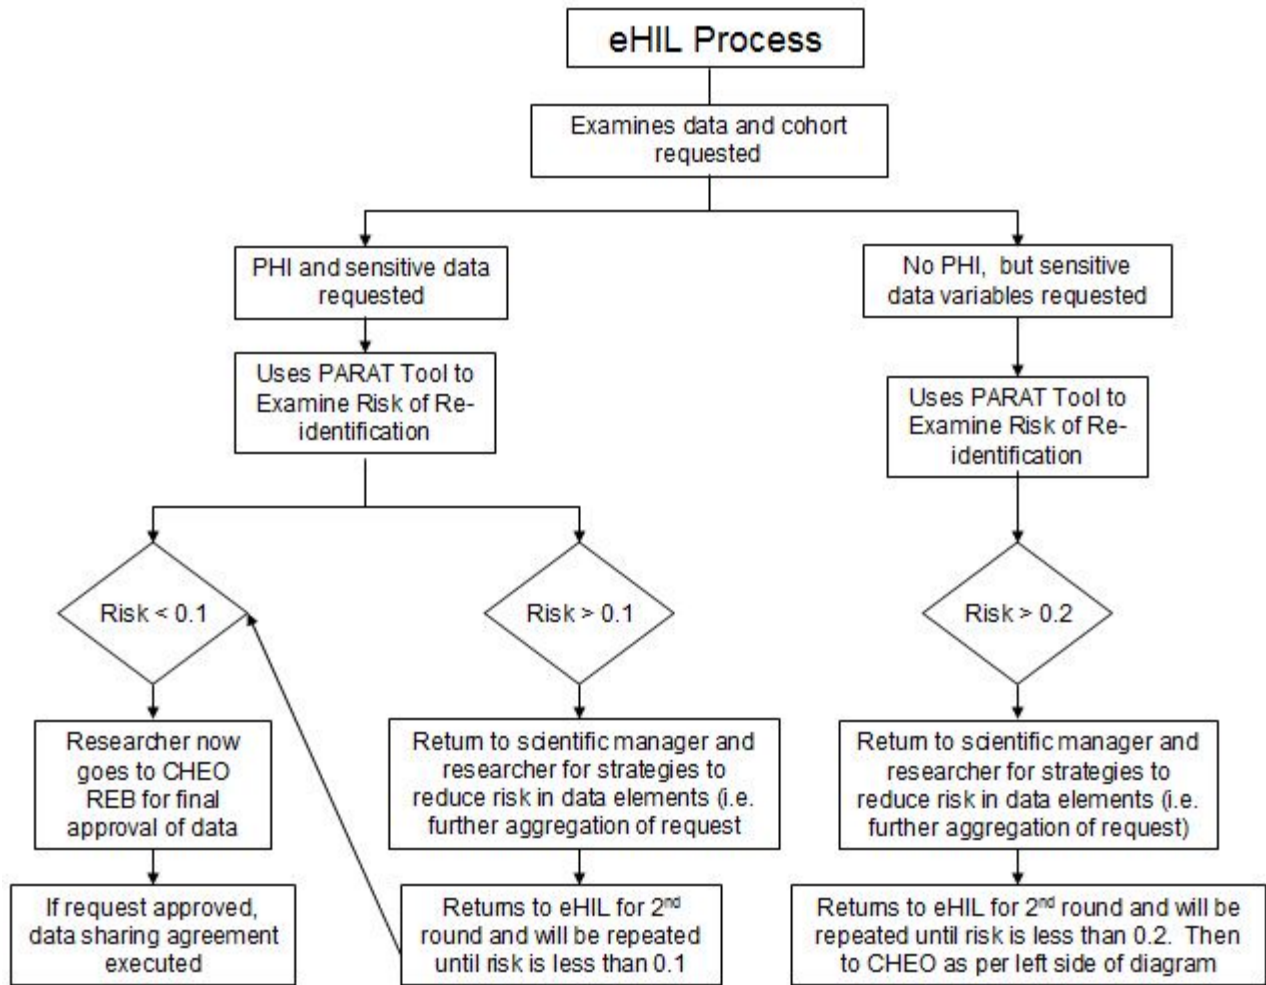 eHIL Process
Examines data and cohort
requested
PHI and sensitive data
requested
No PHI, but sensitive
data variables requested
Uses PARAT Tool to
Examine Risk of Re-
identification
Uses PARAT Tool to
Examine Risk of Re-
identification
Risk < 0.1
Risk > 0.1
Risk > 0.2
Researcher now
goes to CHEO
REB for final
approval of data
Return to scientific manager and
researcher for strategies to
reduce risk in data elements (i.e.
further aggregation of request
Return to scientific manager and
researcher for strategies to
reduce risk in data elements (i.e.
further aggregation of request)
If request approved,
data sharing agreement
executed
Returns to eHIL for 2nd
round and will be repeated
until risk is less than 0.1
Returns to eHIL for 2nd round and will be
repeated until risk is less than 0.2. Then
to CHEO as per left side of diagram